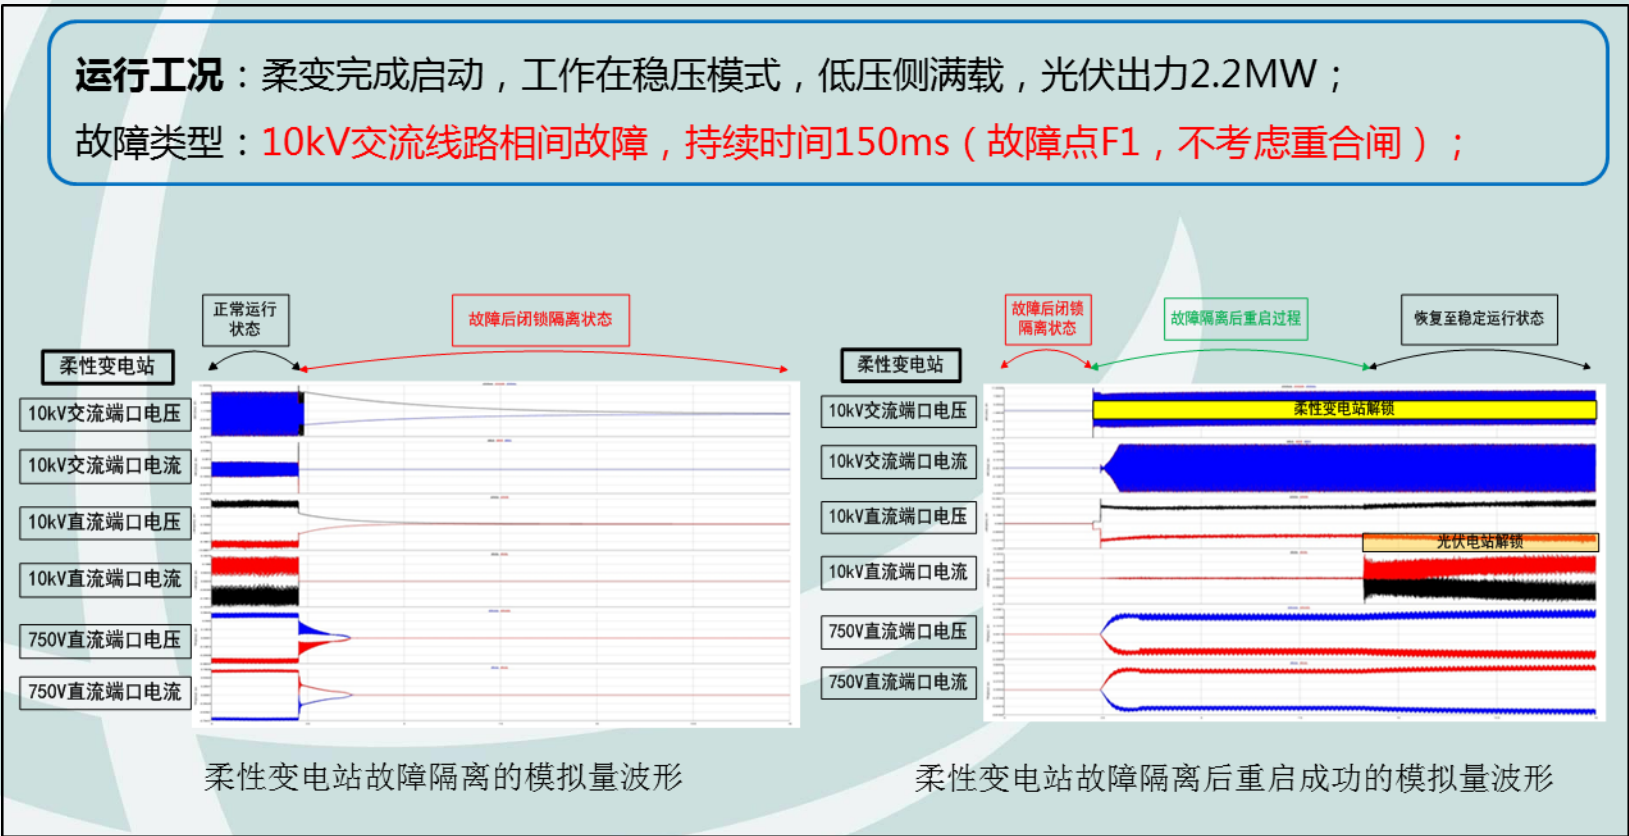 运行工况：柔变完成启动，工作在稳压模式，低压侧满载，光伏出力2.2MW；
故障类型：10kV交流线路相间故障，持续时间150ms（故障点F1，不考虑重合闸）；
正常运行
状态
故障后闭锁隔离状态
柔性变电站
10kV交流端口电压
10kV交流端口电流
10kV直流端口电压
10kV直流端口电流
750V直流端口电压
750V直流端口电流
柔性变电站故障隔离的模拟量波形
故障后闭锁
隔离状态
故障隔离后重启过程
恢复至稳定运行状态
柔性变电站
10kV交流端口电压
柔性变电站解锁
10kV交流端口电流
10kV直流端口电压
光伏电站解锁
10kV直流端口电流
750V直流端口电压
750V直流端口电流
柔性变电站故障隔离后重启成功的模拟量波形